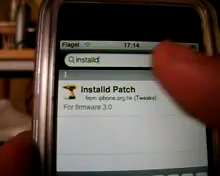 Flagel 17:14
installd
I
Installd Patch
from iphone.org.hk (Tweaks)
For firmware 3.0